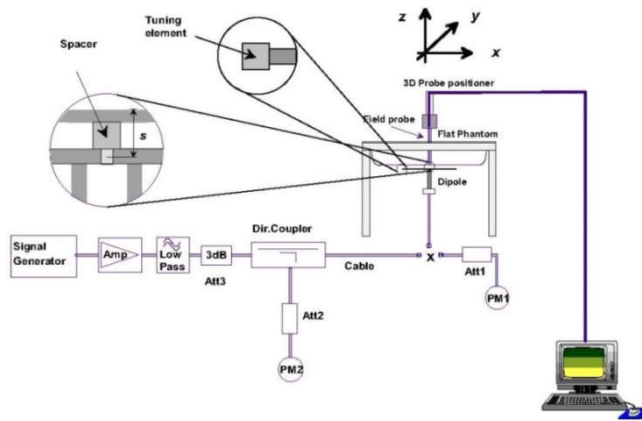 Tuning
element
Spacer
s
z
y
x
3D Probe positioner
Field probe
Flat Phantom
Dipole
Signal
Generator
Amp
Low
Pass
3dB
Att3
Dir.Coupler
Cable
x
Att1
PM1
Att2
PM2